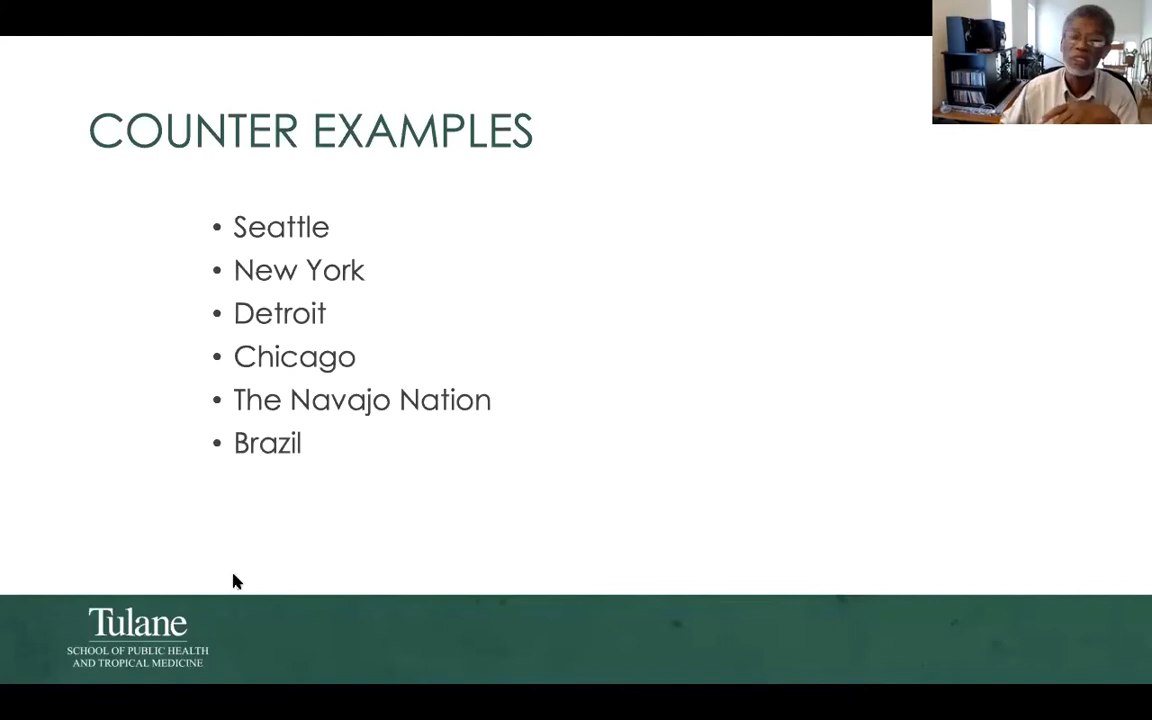 COUNTER EXAMPLES
• Seattle
• New York
• Detroit
• Chicago
• The Navajo Nation
• Brazil
Tulane
SCHOOL OF PUBLIC HEALTH
AND TROPICAL MEDICINE